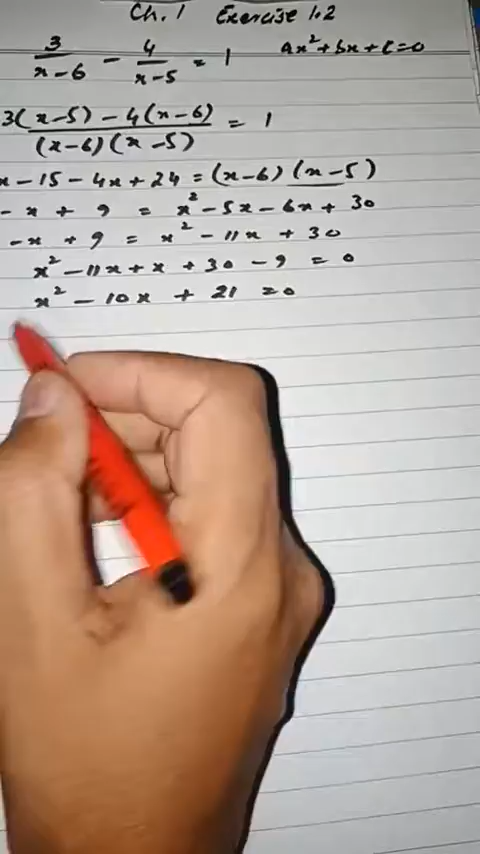 Ch. 1 Exercise 1.2
3/(x-6) - 4/(x-5) = 1 ax²+bx+c=0
3(x-5) - 4(x-6)/(x-6)(x-5) = 1
x - 15 - 4x + 24 = (x-6)(x-5)
- x + 9 = x² - 5x - 6x + 30
-x + 9 = x² - 11x + 30
x² - 11x + x + 30 - 9 = 0
x² - 10x + 21 = 0